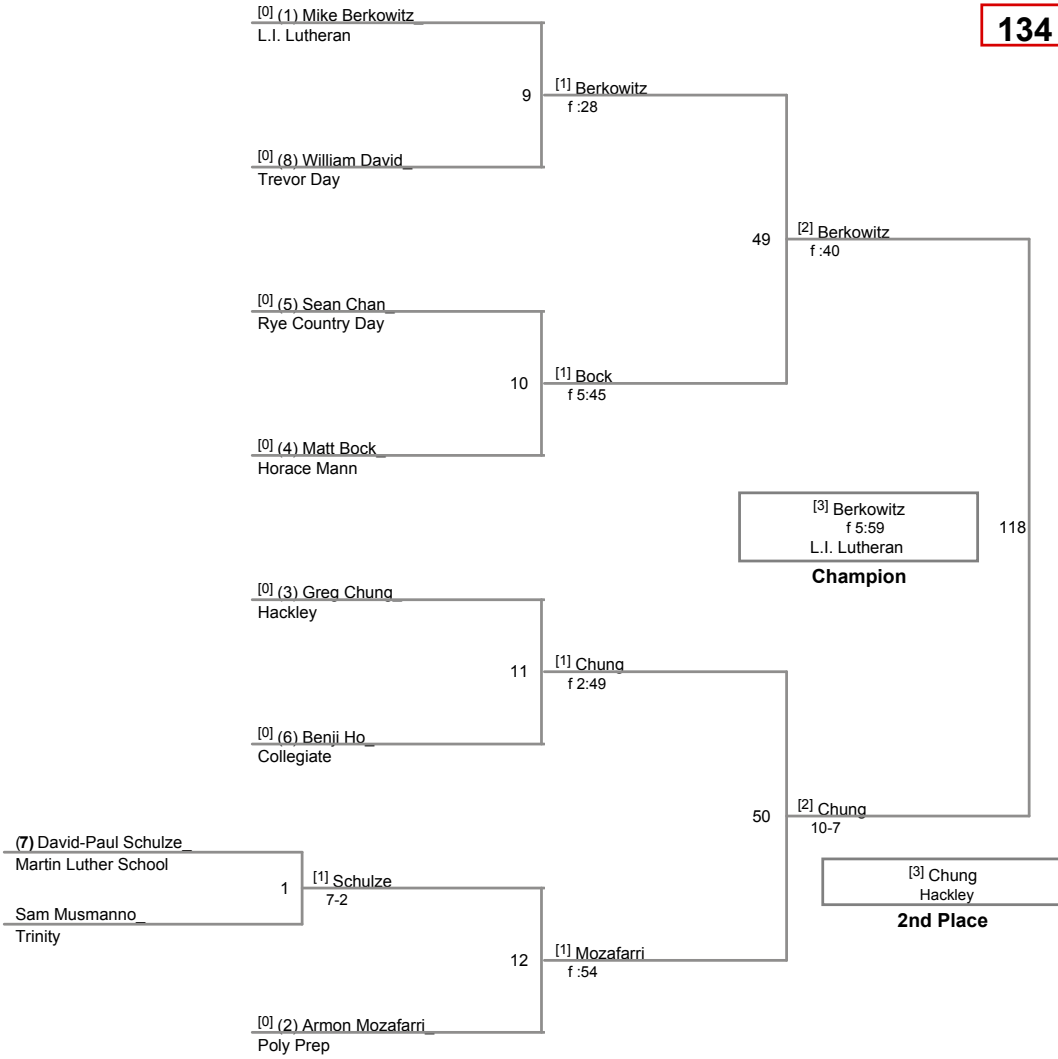 [0] (1) Mike Berkowitz_
L.I. Lutheran
134
9
[1] Berkowitz
f :28
[0] (8) William David_
Trevor Day
49
[2] Berkowitz
f :40
[0] (5) Sean Chan_
Rye Country Day
10
[1] Bock
f 5:45
[0] (4) Matt Bock_
Horace Mann
[3] Berkowitz
f 5:59
L.I. Lutheran
118
Champion
[0] (3) Greg Chung_
Hackley
11
[1] Chung
f 2:49
[0] (6) Benji Ho_
Collegiate
50
[2] Chung
10-7
(7) David-Paul Schulze_
Martin Luther School
1
[1] Schulze
7-2
Sam Musmanno_
Trinity
[3] Chung
Hackley
2nd Place
12
[1] Mozafarri
f :54
[0] (2) Armon Mozafarri_
Poly Prep